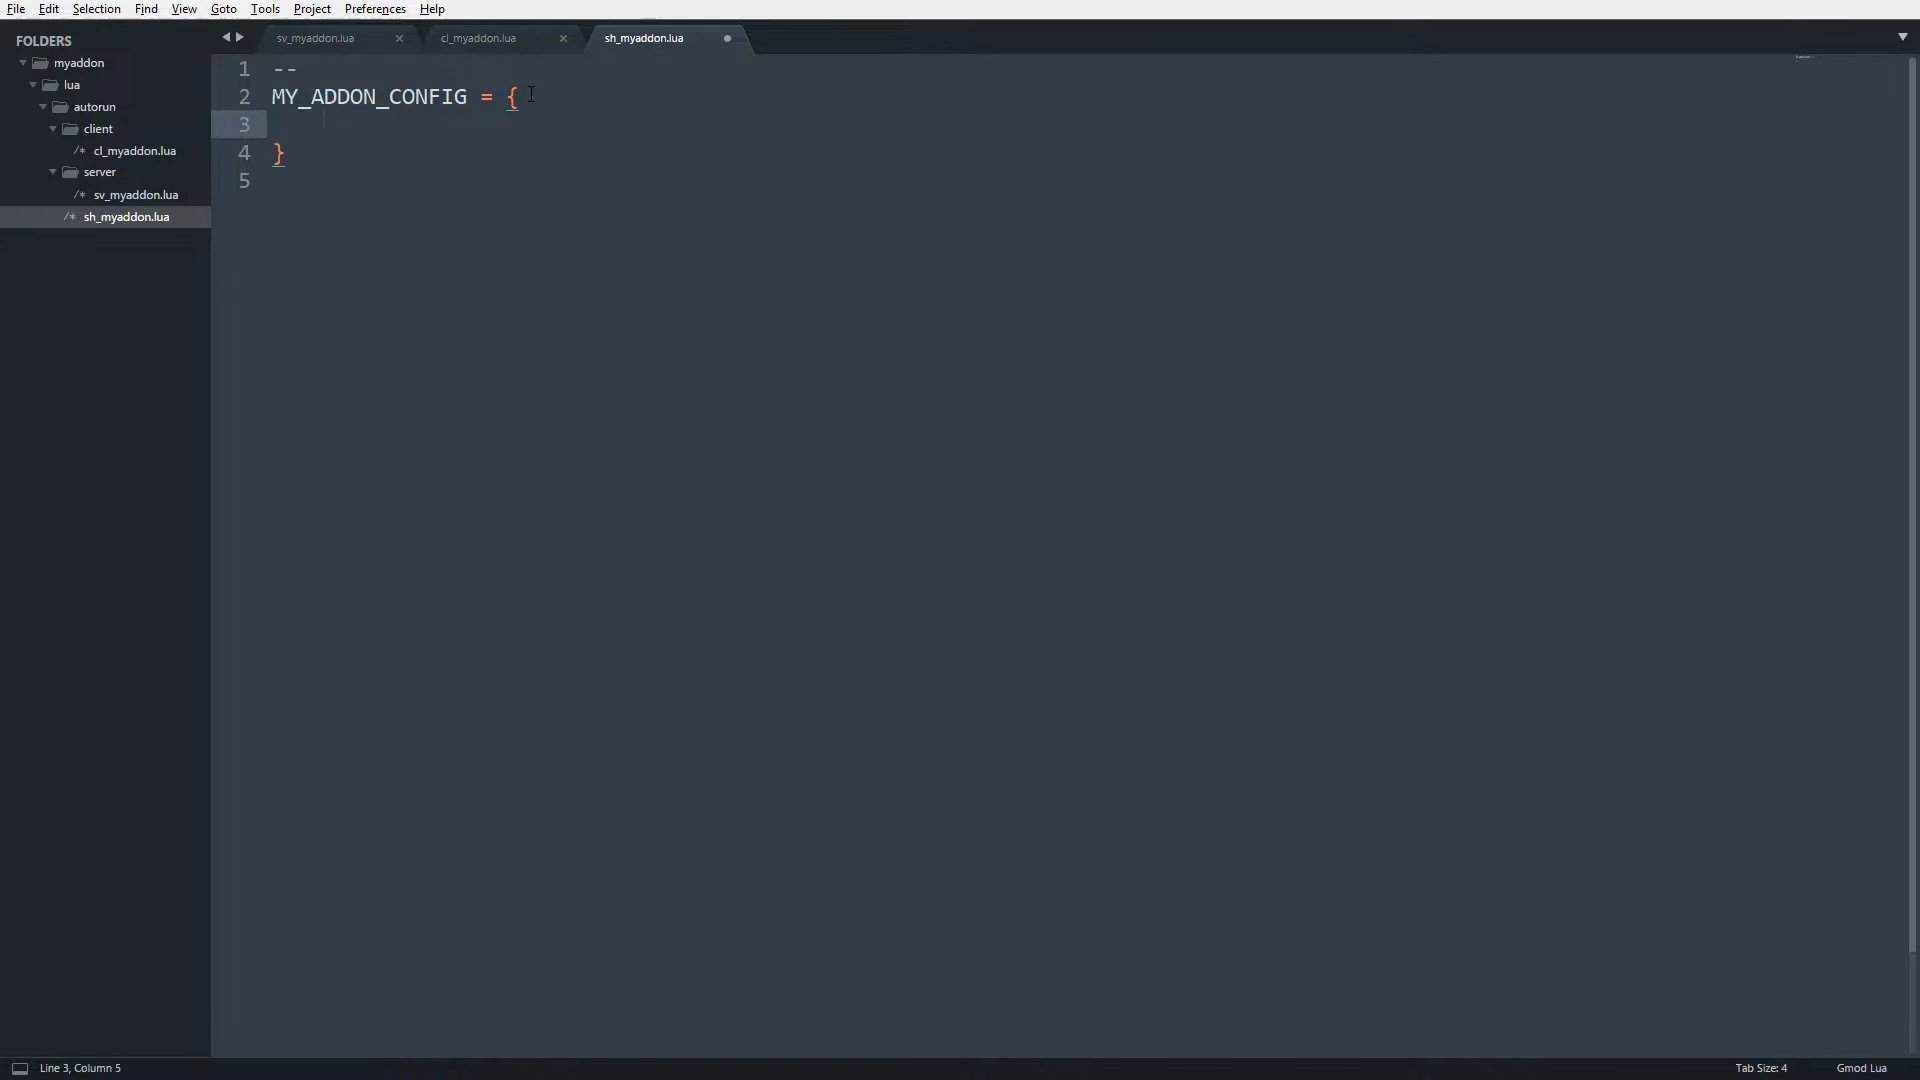 File Edit Selection Find View Goto Tools Project Preferences Help
FOLDERS
myaddon
lua
autorun
client
/* cl_myaddon.lua
server
/* sv_myaddon.lua
/* sh_myaddon.lua
sv_myaddon.lua × cl_myaddon.lua × sh_myaddon.lua
1 --
2 MY_ADDON_CONFIG = {
3
4 }
5
Line 3, Column 5 Tab Size: 4 Gmod Lua